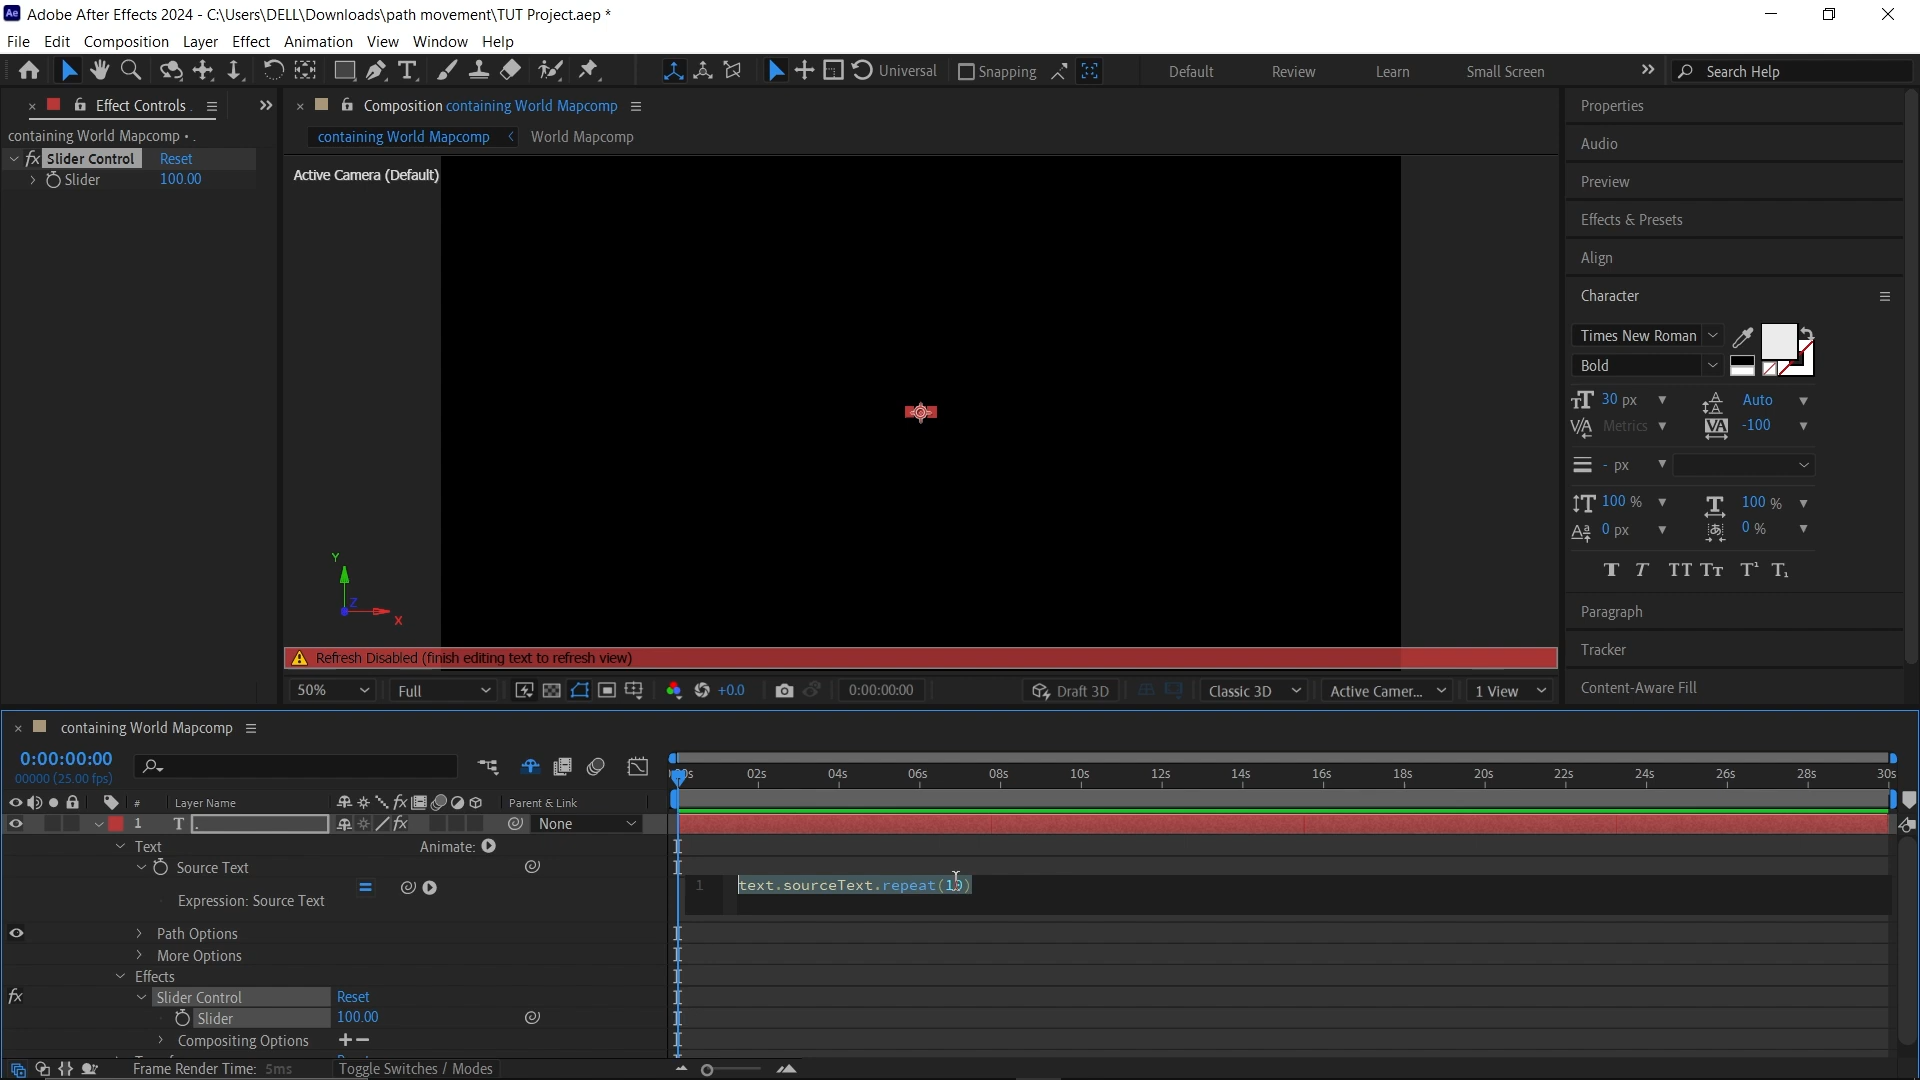 Adobe After Effects 2024 - C:\Users\DELL\Downloads\path movement\TUT Project.aep *
File Edit Composition Layer Effect Animation View Window Help
Universal Snapping Default Review Learn Small Screen Search Help
Effect Controls .
Composition containing World Mapcomp
containing World Mapcomp • .
containing World Mapcomp < World Mapcomp
fx Slider Control Reset
Slider 100.00
Active Camera (Default)
Y
Z
X
Refresh Disabled (finish editing text to refresh view)
50% Full +0.0 0:00:00:00 Draft 3D Classic 3D Active Camer... 1 View
Properties
Audio
Preview
Effects & Presets
Align
Character
Times New Roman
Bold
30 px Auto
Metrics -100
- px
100 % 100 %
0 px 0 %
Paragraph
Tracker
Content-Aware Fill
containing World Mapcomp
0:00:00:00
00000 (25.00 fps)
02s 04s 06s 08s 10s 12s 14s 16s 18s 20s 22s 24s 26s 28s 30s
# Layer Name Parent & Link
1 T . None
Text Animate:
Source Text
Expression: Source Text
1 text.sourceText.repeat(10)
Path Options
More Options
Effects
fx Slider Control Reset
Slider 100.00
Compositing Options
Frame Render Time: 5ms Toggle Switches / Modes